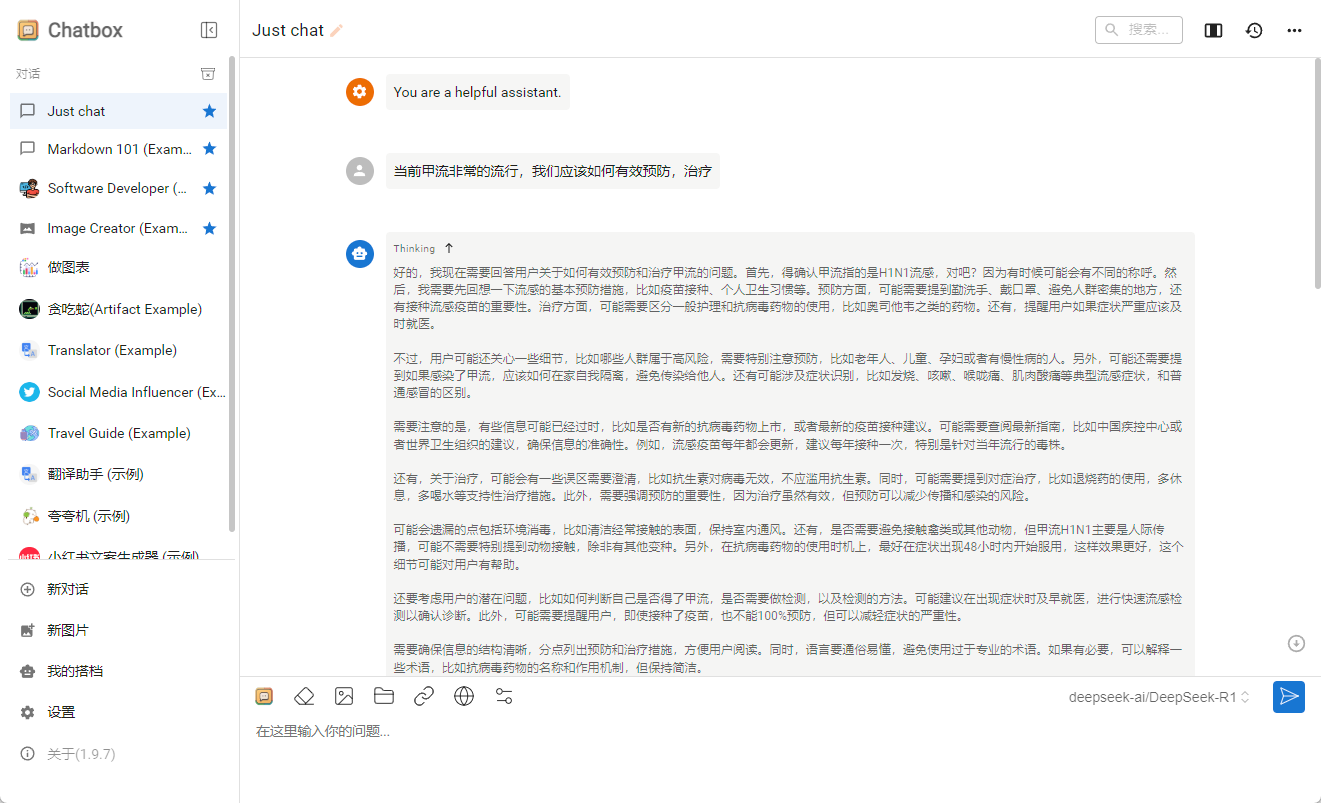 Chatbox
对话
Just chat
Markdown 101 (Exam...
Software Developer (...
Image Creator (Exam...
做图表
贪吃蛇(Artifact Example)
Translator (Example)
Social Media Influencer (Ex...
Travel Guide (Example)
翻译助手 (示例)
夸夸机 (示例)
小红书文案生成器 (示例)
新对话
新图片
我的搭档
设置
关于(1.9.7)
Just chat
搜索...
You are a helpful assistant.
当前甲流非常的流行，我们应该如何有效预防，治疗
Thinking
好的，我现在需要回答用户关于如何有效预防和治疗甲流的问题。首先，得确认甲流指的是H1N1流感，对吧？因为有时候可能会有不同的称呼。然
后，我需要先回想一下流感的基本预防措施，比如疫苗接种、个人卫生习惯等。预防方面，可能需要提到勤洗手、戴口罩、避免人群密集的地方，还
有接种流感疫苗的重要性。治疗方面，可能需要区分一般护理和抗病毒药物的使用，比如奥司他韦之类的药物。还有，提醒用户如果症状严重应该及
时就医。
不过，用户可能还关心一些细节，比如哪些人群属于高风险，需要特别注意预防，比如老年人、儿童、孕妇或者有慢性病的人。另外，可能还需要提
到如果感染了甲流，应该如何在家自我隔离，避免传染给他人。还有可能涉及症状识别，比如发烧、咳嗽、喉咙痛、肌肉酸痛等典型流感症状，和普
通感冒的区别。
需要注意的是，有些信息可能已经过时，比如是否有新的抗病毒药物上市，或者最新的疫苗接种建议。可能需要查阅最新指南，比如中国疾控中心或
者世界卫生组织的建议，确保信息的准确性。例如，流感疫苗每年都会更新，建议每年接种一次，特别是针对当年流行的毒株。
还有，关于治疗，可能会有一些误区需要澄清，比如抗生素对病毒无效，不应滥用抗生素。同时，可能需要提到对症治疗，比如退烧药的使用，多休
息，多喝水等支持性治疗措施。此外，需要强调预防的重要性，因为治疗虽然有效，但预防可以减少传播和感染的风险。
可能会遗漏的点包括环境消毒，比如清洁经常接触的表面，保持室内通风。还有，是否需要避免接触禽类或其他动物，但甲流H1N1主要是人际传
播，可能不需要特别提到动物接触，除非有其他变种。另外，在抗病毒药物的使用时机上，最好在症状出现48小时内开始服用，这样效果更好，这个
细节可能对用户有帮助。
还要考虑用户的潜在问题，比如如何判断自己是否得了甲流，是否需要做检测，以及检测的方法。可能建议在出现症状时及早就医，进行快速流感检
测以确认诊断。此外，可能需要提醒用户，即使接种了疫苗，也不能100%预防，但可以减轻症状的严重性。
需要确保信息的结构清晰，分点列出预防和治疗措施，方便用户阅读。同时，语言要通俗易懂，避免使用过于专业的术语。如果有必要，可以解释一
些术语，比如抗病毒药物的名称和作用机制，但保持简洁。
deepseek-ai/DeepSeek-R1
在这里输入你的问题...